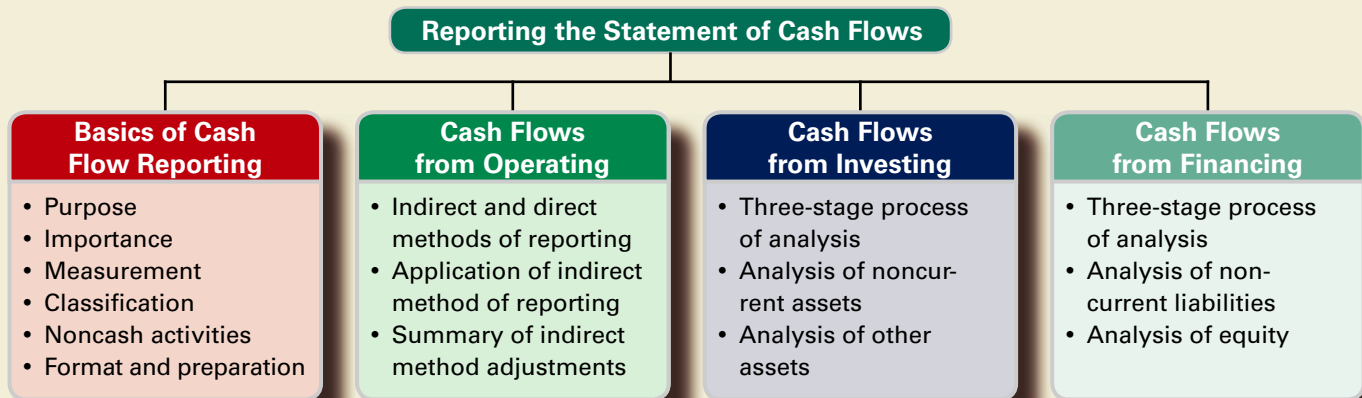 Reporting the Statement of Cash Flows
Basics of Cash
Flow Reporting
• Purpose
• Importance
• Measurement
• Classification
• Noncash activities
• Format and preparation
Cash Flows
from Operating
• Indirect and direct
methods of reporting
• Application of indirect
method of reporting
• Summary of indirect
method adjustments
Cash Flows
from Investing
• Three-stage process
of analysis
• Analysis of noncur-
rent assets
• Analysis of other
assets
Cash Flows
from Financing
• Three-stage process
of analysis
• Analysis of non-
current liabilities
• Analysis of equity